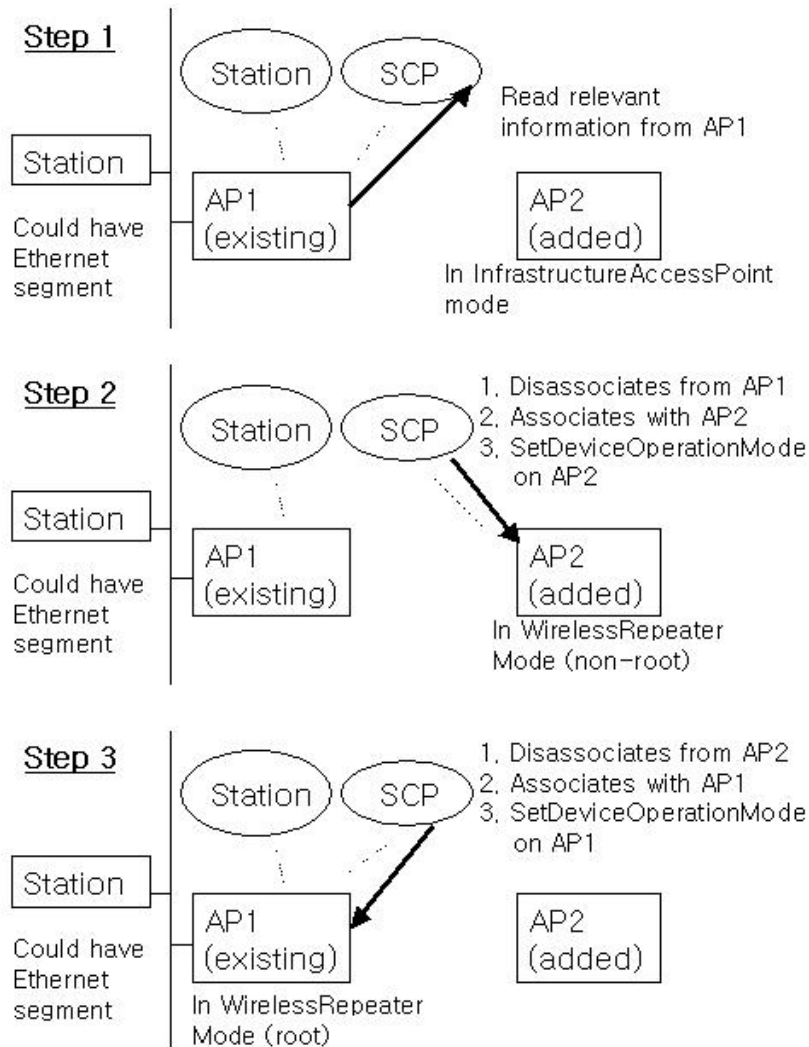 Step 1
Station
SCP
Read relevant
information from AP1
Station
AP1
(existing)
AP2
(added)
Could have
Ethernet
segment
In InfrastructureAccessPoint
mode
Step 2
Station
SCP
1, Disassociates from AP1
2, Associates with AP2
3, SetDeviceOperationMode
on AP2
Station
AP1
(existing)
AP2
(added)
Could have
Ethernet
segment
In WirelessRepeater
Mode (non-root)
Step 3
Station
SCP
1, Disassociates from AP2
2, Associates with AP1
3, SetDeviceOperationMode
on AP1
Station
AP1
(existing)
AP2
(added)
Could have
Ethernet
segment
In WirelessRepeater
Mode (root)